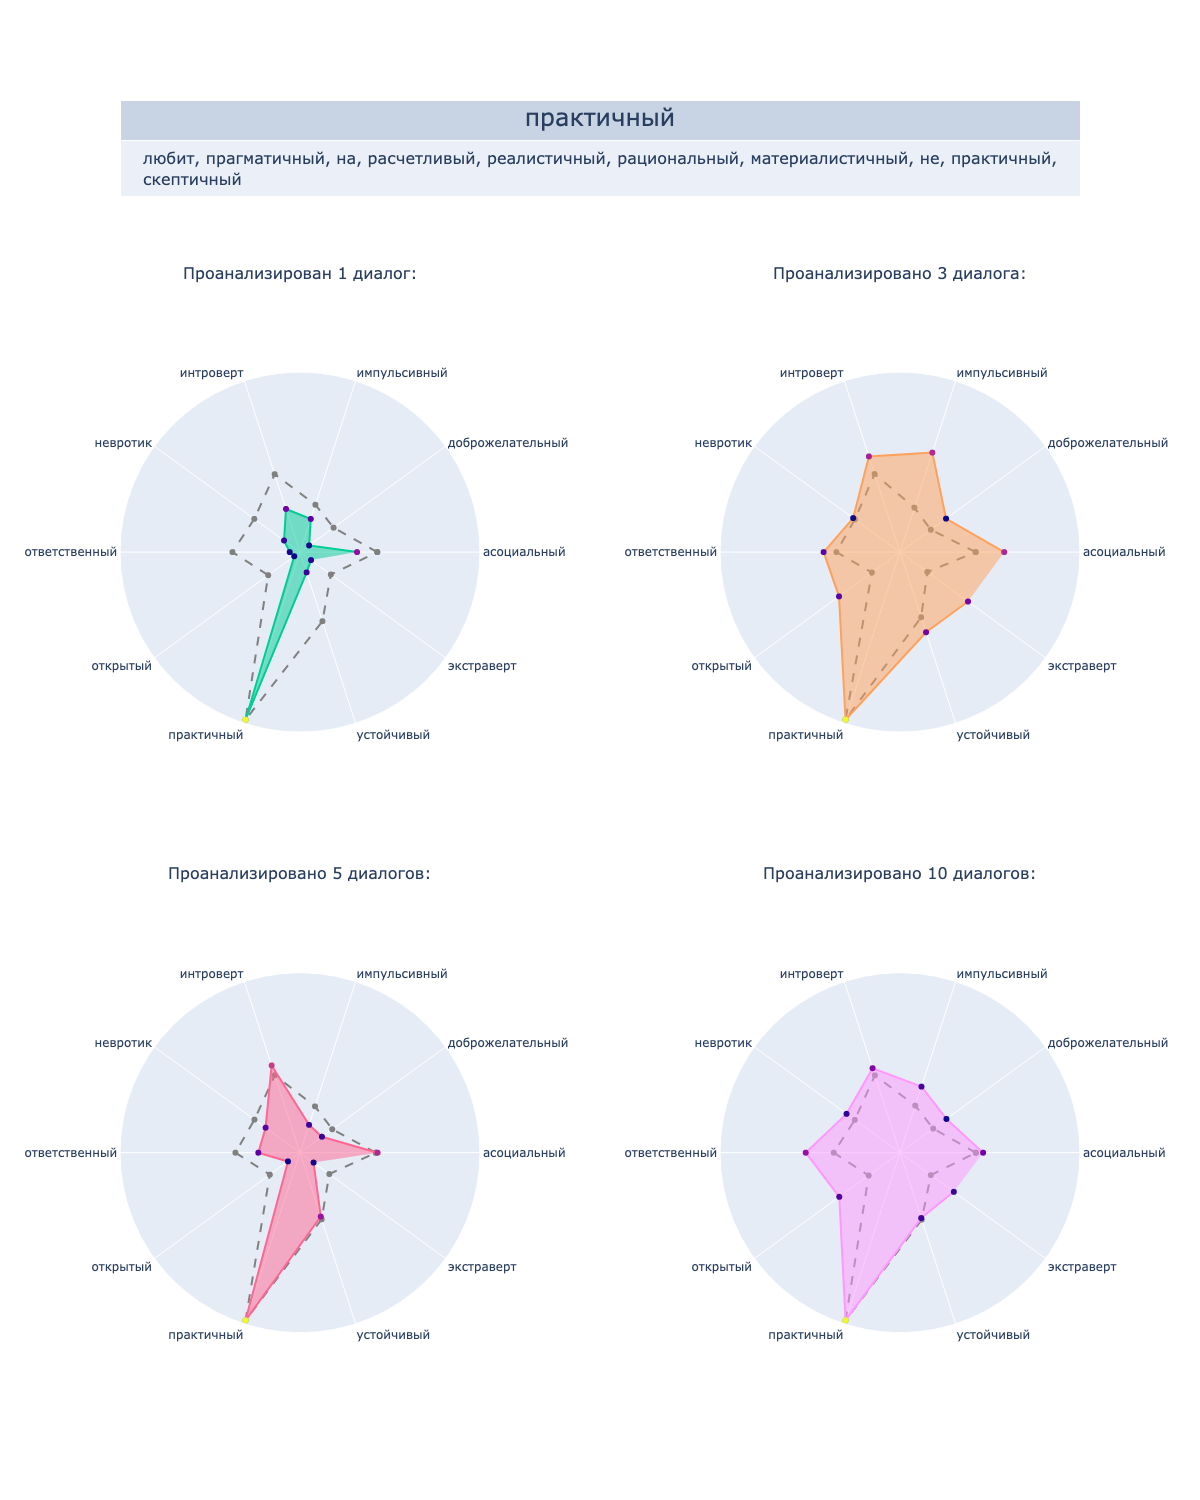 практичный
любит, прагматичный, на, расчетливый, реалистичный, рациональный, материалистичный, не, практичный,
скептичный
Проанализирован 1 диалог:
интроверт
импульсивный
невротик
доброжелательный
ответственный
асоциальный
открытый
экстраверт
практичный
устойчивый
Проанализировано 3 диалога:
интроверт
импульсивный
невротик
доброжелательный
ответственный
асоциальный
открытый
экстраверт
практичный
устойчивый
Проанализировано 5 диалогов:
интроверт
импульсивный
невротик
доброжелательный
ответственный
асоциальный
открытый
экстраверт
практичный
устойчивый
Проанализировано 10 диалогов:
интроверт
импульсивный
невротик
доброжелательный
ответственный
асоциальный
открытый
экстраверт
практичный
устойчивый